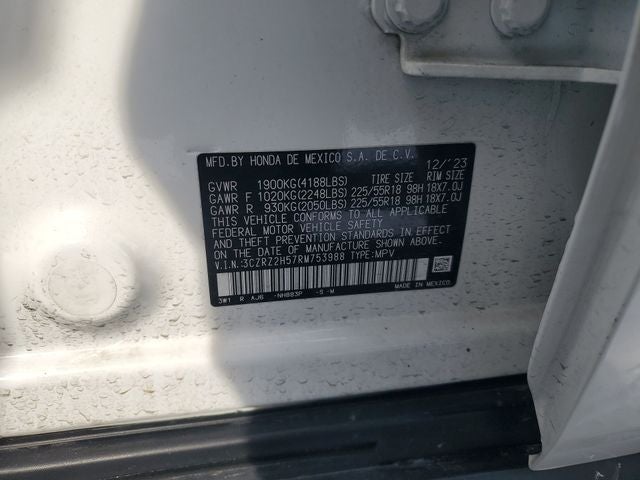 MFD.BY HONDA DE MEXICO S.A. DE C.V. 12/'23
TIRE SIZE RIM SIZE
GVWR 1900KG(4188LBS)
GAWR F 1020KG(2248LBS) 225/55R18 98H 18X7.0J
GAWR R 930KG(2050LBS) 225/55R18 98H 18X7.0J
THIS VEHICLE CONFORMS TO ALL APPLICABLE
FEDERAL MOTOR VEHICLE SAFETY
AND THEFT PREVENTION STANDARDS IN EFFECT
ON THE DATE OF MANUFACTURE SHOWN ABOVE.
V.I.N.:3CZRZ2H57RM753988 TYPE:MPV
3W1 R AJ6 -NH883P -S-M MADE IN MEXICO